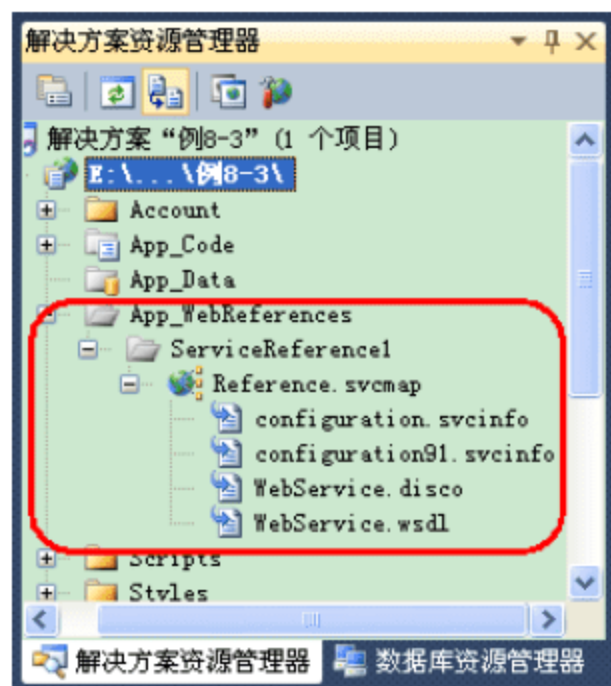 解决方案资源管理器
解决方案“例8-3”(1 个项目)
E:\...\例8-3\
Account
App_Code
App_Data
App_WebReferences
ServiceReference1
Reference.svcmap
configuration.svcinfo
configuration91.svcinfo
WebService.disco
WebService.wsdl
Scripts
Styles
解决方案资源管理器 数据库资源管理器